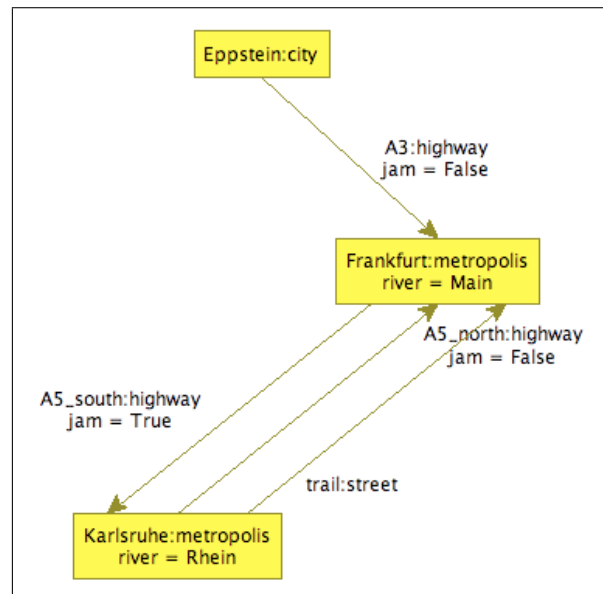 Eppstein:city
A3:highway
jam = False
Frankfurt:metropolis
river = Main
A5_north:highway
jam = False
A5_south:highway
jam = True
trail:street
Karlsruhe:metropolis
river = Rhein